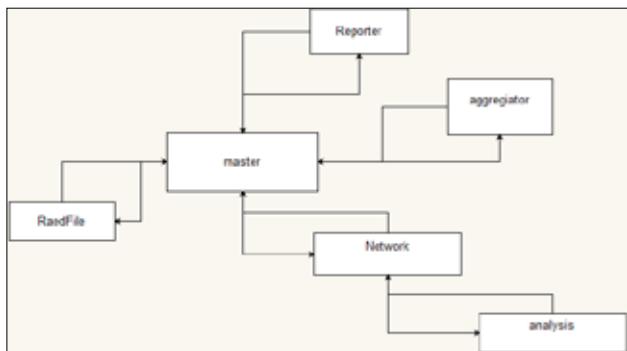 Reporter
aggregiator
master
RaedFile
Network
analysis